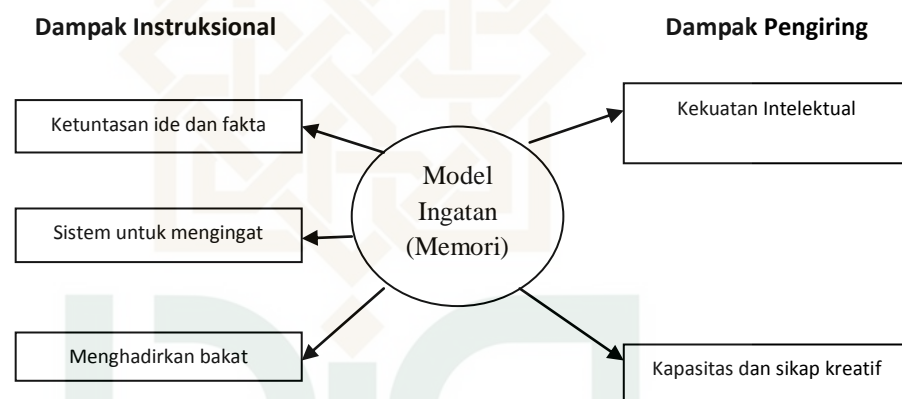 Dampak Instruksional
Dampak Pengiring
Ketuntasan ide dan fakta
Kekuatan Intelektual
Model
Ingatan
(Memori)
Sistem untuk mengingat
Menghadirkan bakat
Kapasitas dan sikap kreatif